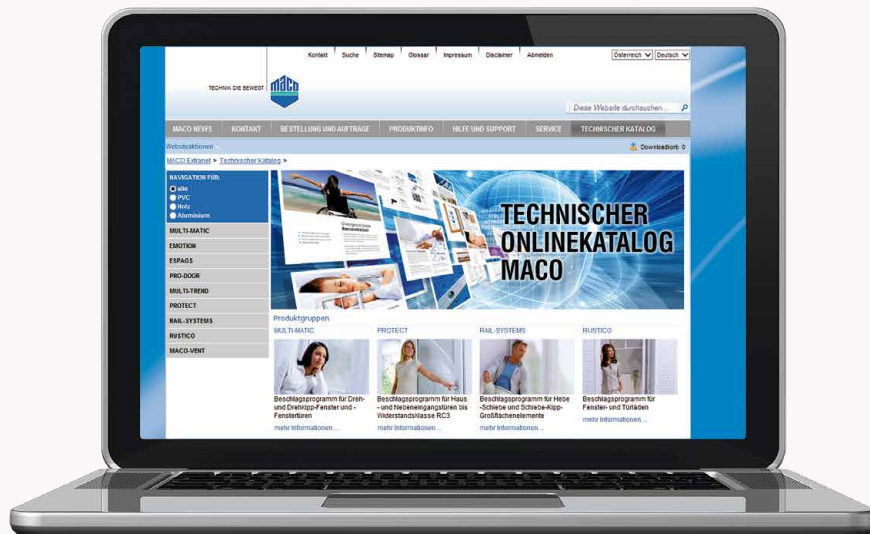 Kontakt Suche Sitemap Glossar Impressum Disclaimer Abmelden
Österreich Deutsch
TECHNIK DIE BEWEGT
maco
Diese Website durchsuchen...
MACO NEWS KONTAKT BESTELLUNG UND AUFTRÄGE PRODUKTINFO HILFE UND SUPPORT SERVICE TECHNISCHER KATALOG
Websiteaktionen
Downloadkorb 0
MACO Extranet > Technischer Katalog >
NAVIGATION FÜR:
alle
PVC
Holz
Aluminium
MULTI-MATIC
EMOTION
ESPAGS
PRO-DOOR
MULTI-TREND
PROTECT
RAIL-SYSTEMS
RUSTICO
MACO-VENT
TECHNISCHER
ONLINEKATALOG
MACO
Produktgruppen
MULTI-MATIC
Beschlagsprogramm für Dreh-
und Drehkipp-Fenster und -
Fenstertüren
mehr Informationen ...
PROTECT
Beschlagsprogramm für Haus
- und Nebeneingangstüren bis
Widerstandsklasse RC3
mehr Informationen ...
RAIL-SYSTEMS
Beschlagsprogramm für Hebe
-Schiebe und Schiebe-Kipp-
Großflächenelemente
mehr Informationen ...
RUSTICO
Beschlagsprogramm für
Fenster- und Türläden
mehr Informationen ...